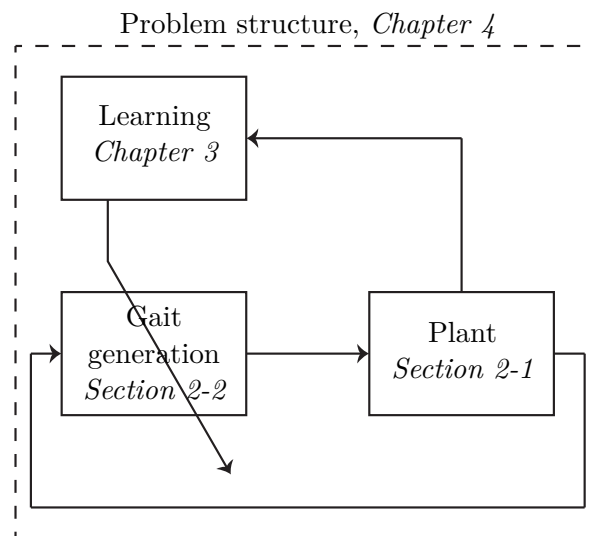 Problem structure, Chapter 4
Learning
Chapter 3
Gait
generation
Section 2-2
Plant
Section 2-1